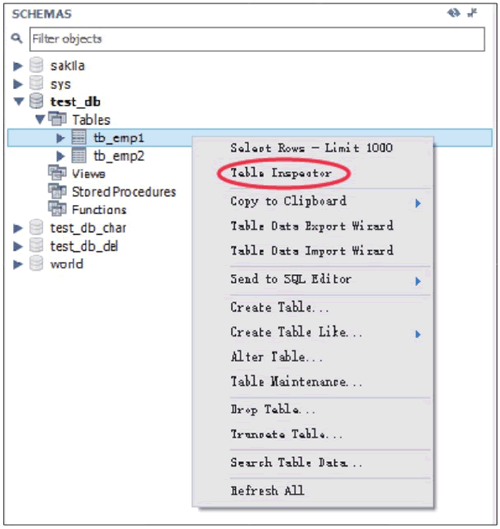 SCHEMAS
Filter objects
sakila
sys
test_db
Tables
tb_emp1
tb_emp2
Views
Stored Procedures
Functions
test_db_char
test_db_del
world
Select Rows - Limit 1000
Table Inspector
Copy to Clipboard
Table Data Export Wizard
Table Data Import Wizard
Send to SQL Editor
Create Table...
Create Table Like...
Alter Table...
Table Maintenance...
Drop Table...
Truncate Table...
Search Table Data...
Refresh All